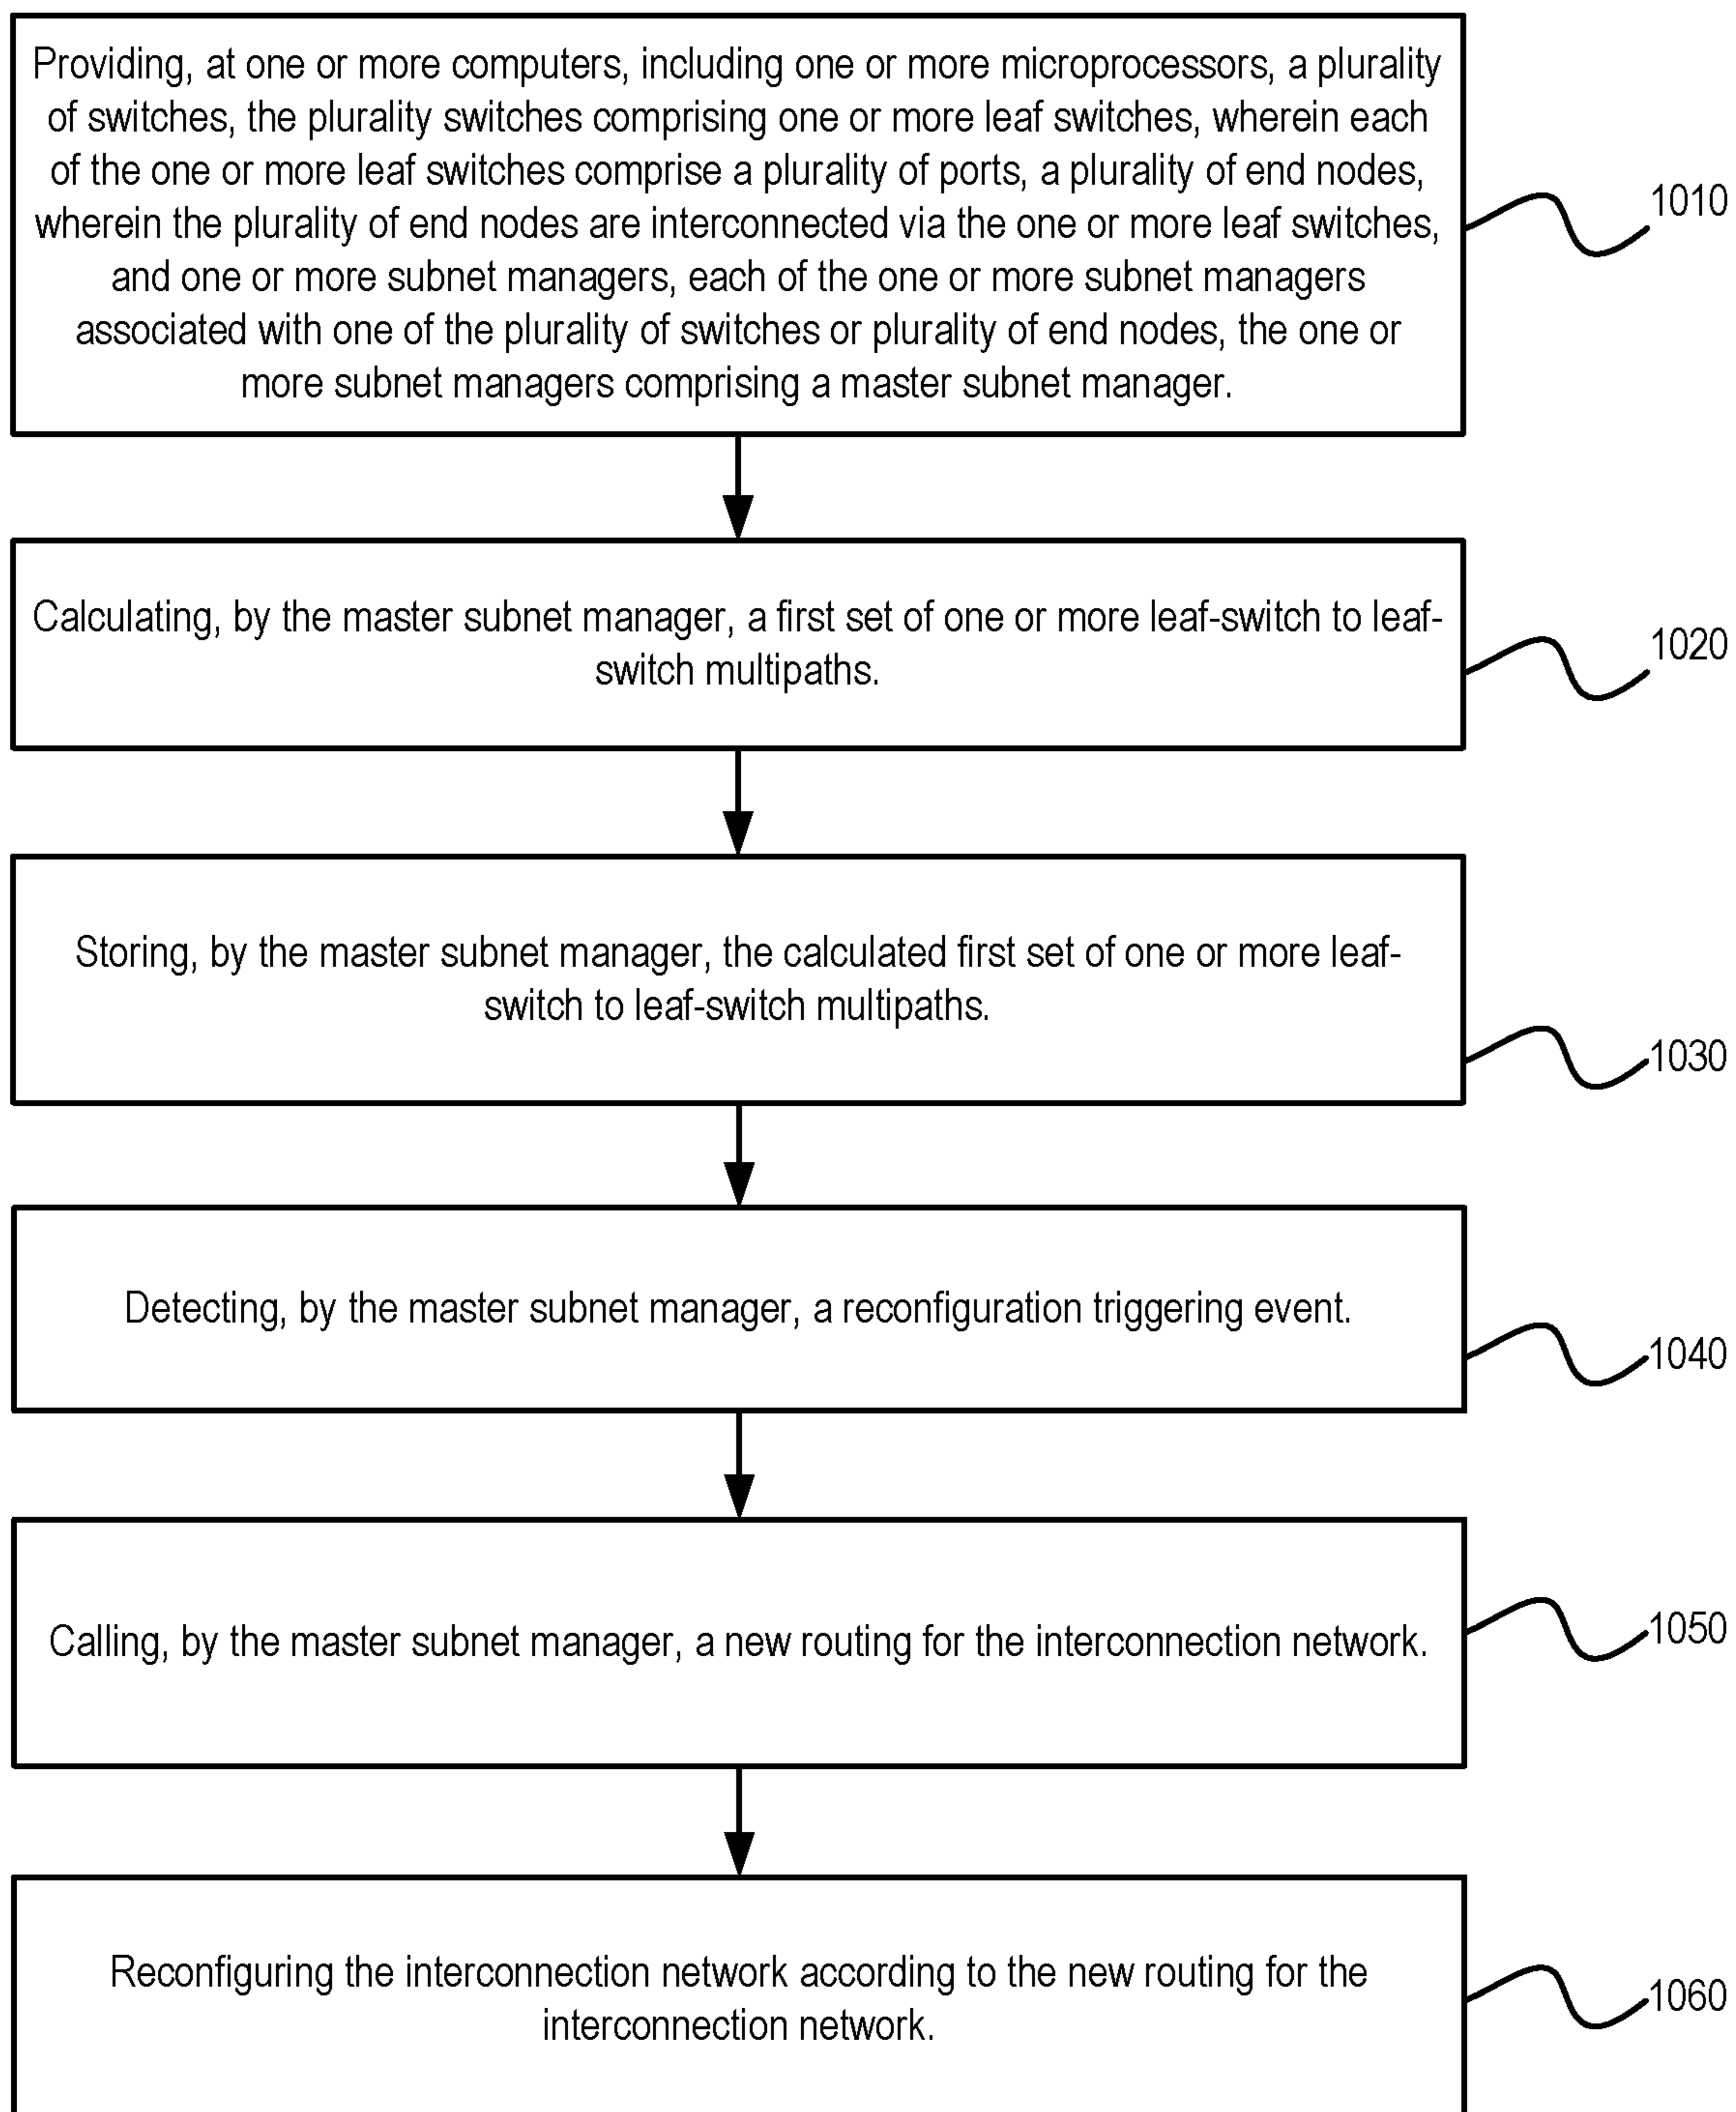 Providing, at one or more computers, including one or more microprocessors, a plurality
of switches, the plurality switches comprising one or more leaf switches, wherein each
of the one or more leaf switches comprise a plurality of ports, a plurality of end nodes,
wherein the plurality of end nodes are interconnected via the one or more leaf switches,
and one or more subnet managers, each of the one or more subnet managers
associated with one of the plurality of switches or plurality of end nodes, the one or
more subnet managers comprising a master subnet manager.
1010
Calculating, by the master subnet manager, a first set of one or more leaf-switch to leaf-
switch multipaths.
1020
Storing, by the master subnet manager, the calculated first set of one or more leaf-
switch to leaf-switch multipaths.
1030
Detecting, by the master subnet manager, a reconfiguration triggering event.
1040
Calling, by the master subnet manager, a new routing for the interconnection network.
1050
Reconfiguring the interconnection network according to the new routing for the
interconnection network.
1060